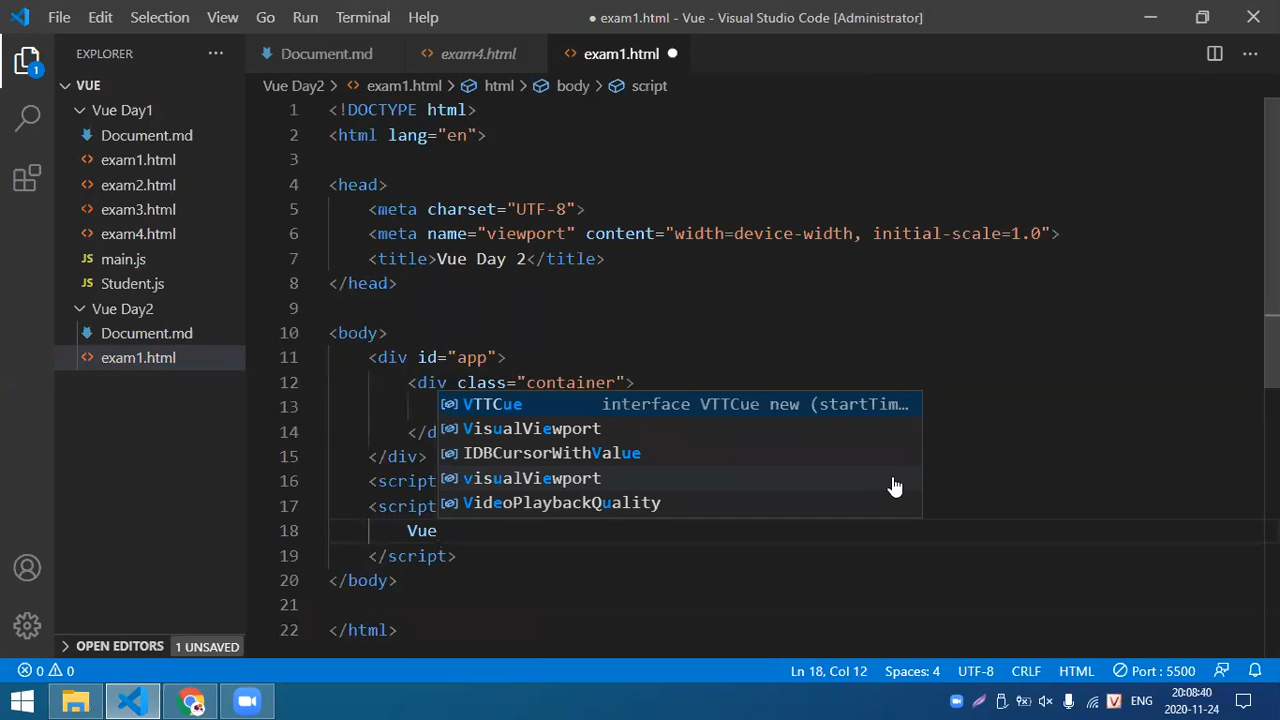 File Edit Selection View Go Run Terminal Help
● exam1.html - Vue - Visual Studio Code [Administrator]
1
EXPLORER ···
Document.md
<> exam4.html
<> exam1.html ●
Vue Day2 > <> exam1.html > html > body > script
VUE
Vue Day1
Document.md
<> exam1.html
<> exam2.html
<> exam3.html
<> exam4.html
JS main.js
JS Student.js
Vue Day2
Document.md
<> exam1.html
OPEN EDITORS 1 UNSAVED
1 <!DOCTYPE html>
2 <html lang="en">
3
4 <head>
5 <meta charset="UTF-8">
6 <meta name="viewport" content="width=device-width, initial-scale=1.0">
7 <title>Vue Day 2</title>
8 </head>
9
10 <body>
11 <div id="app">
12 <div class="container">
13
14 </d
15 </div>
16 <script
17 <script
18 Vue
19 </script>
20 </body>
21
22 </html>
VTTCue interface VTTCue new (startTim…
VisualViewport
IDBCursorWithValue
visualViewport
VideoPlaybackQuality
0 0 Ln 18, Col 12 Spaces: 4 UTF-8 CRLF HTML Port : 5500
V ENG 20:08:40
2020-11-24